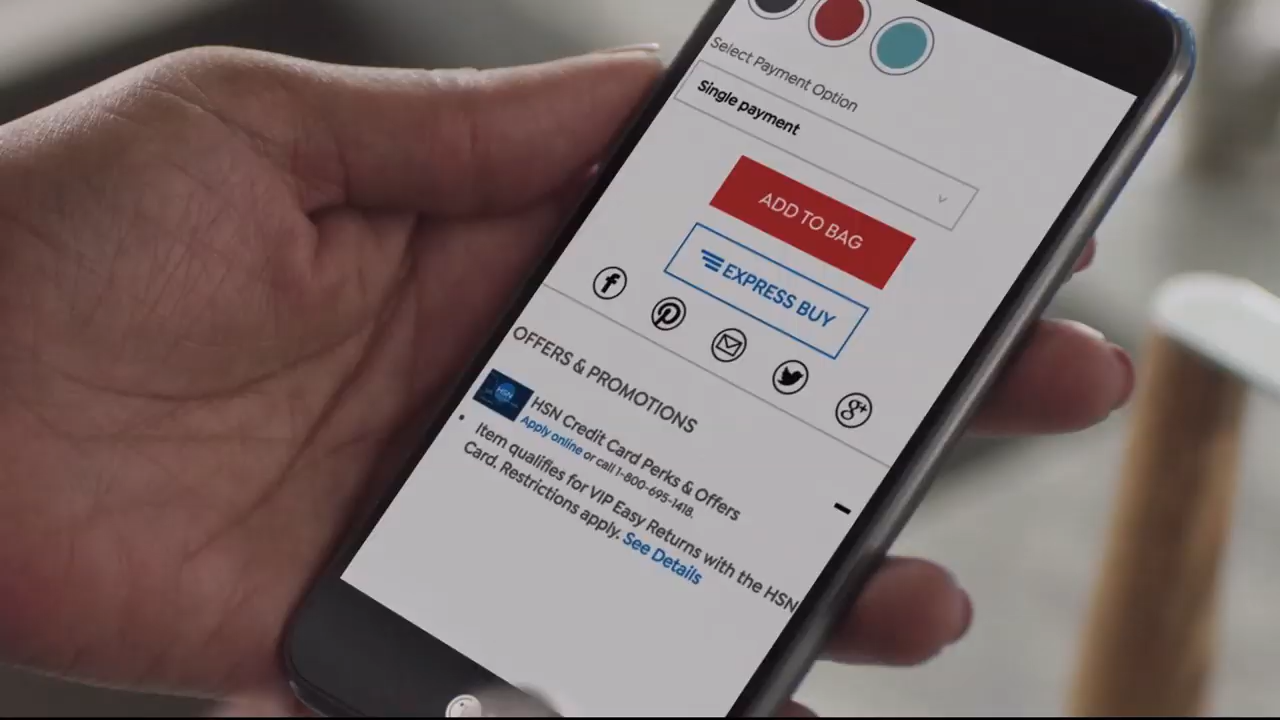 Select Payment Option
Single payment
ADD TO BAG
EXPRESS BUY
OFFERS & PROMOTIONS
HSN
HSN Credit Card Perks & Offers
Apply online or call 1-800-695-1418.
Item qualifies for VIP Easy Returns with the HSN
Card. Restrictions apply. See Details